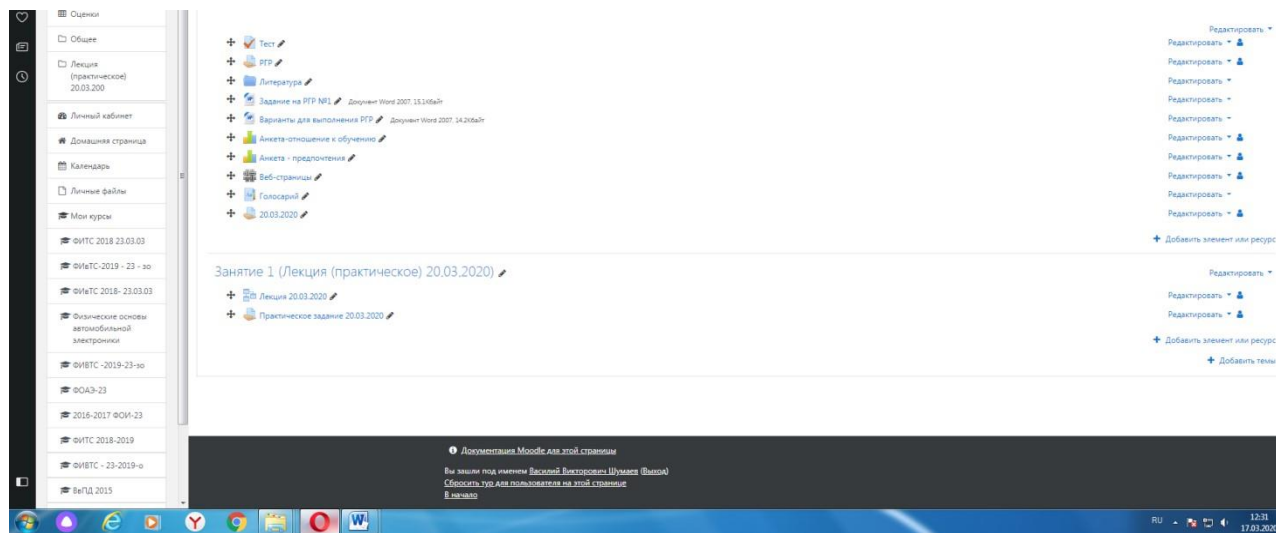 Оценки
Общее
Лекция
(практическое)
20.03.200
Личный кабинет
Домашняя страница
Календарь
Личные файлы
Мои курсы
ФИТС 2018 23.03.03
ФИвТС-2019 - 23 - зо
ФИвТС 2018- 23.03.03
Физические основы
автомобильной
электроники
ФИВТС -2019-23-зо
ФОАЭ-23
2016-2017 ФОИ-23
ФИТС 2018-2019
ФИВТС - 23-2019-о
ВеПД 2015
Редактировать
Тест Редактировать
РГР Редактировать
Литература Редактировать
Задание на РГР №1 Документ Word 2007. 15.1Кбайт Редактировать
Варианты для выполнения РГР Документ Word 2007. 14.2Кбайт Редактировать
Анкета-отношение к обучению Редактировать
Анкета - предпочтения Редактировать
Веб-страницы Редактировать
Голосарий Редактировать
20.03.2020 Редактировать
Добавить элемент или ресурс
Занятие 1 (Лекция (практическое) 20.03.2020) Редактировать
Лекция 20.03.2020 Редактировать
Практическое задание 20.03.2020 Редактировать
Добавить элемент или ресурс
Добавить темы
Документация Moodle для этой страницы
Вы зашли под именем Василий Викторович Шумаев (Выход)
Сбросить тур для пользователя на этой странице
В начало
RU
12:31
17.03.2020